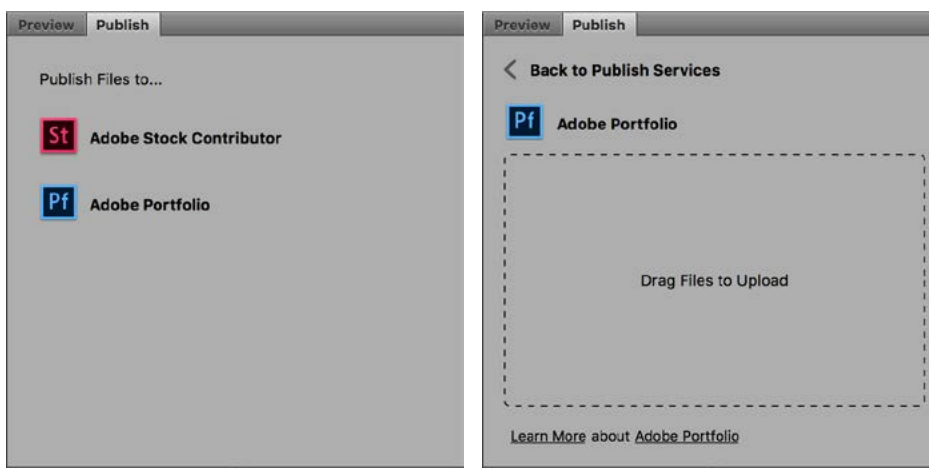 Preview Publish
Publish Files to...
St Adobe Stock Contributor
Pf Adobe Portfolio
Preview Publish
Back to Publish Services
Pf Adobe Portfolio
Drag Files to Upload
Learn More about Adobe Portfolio